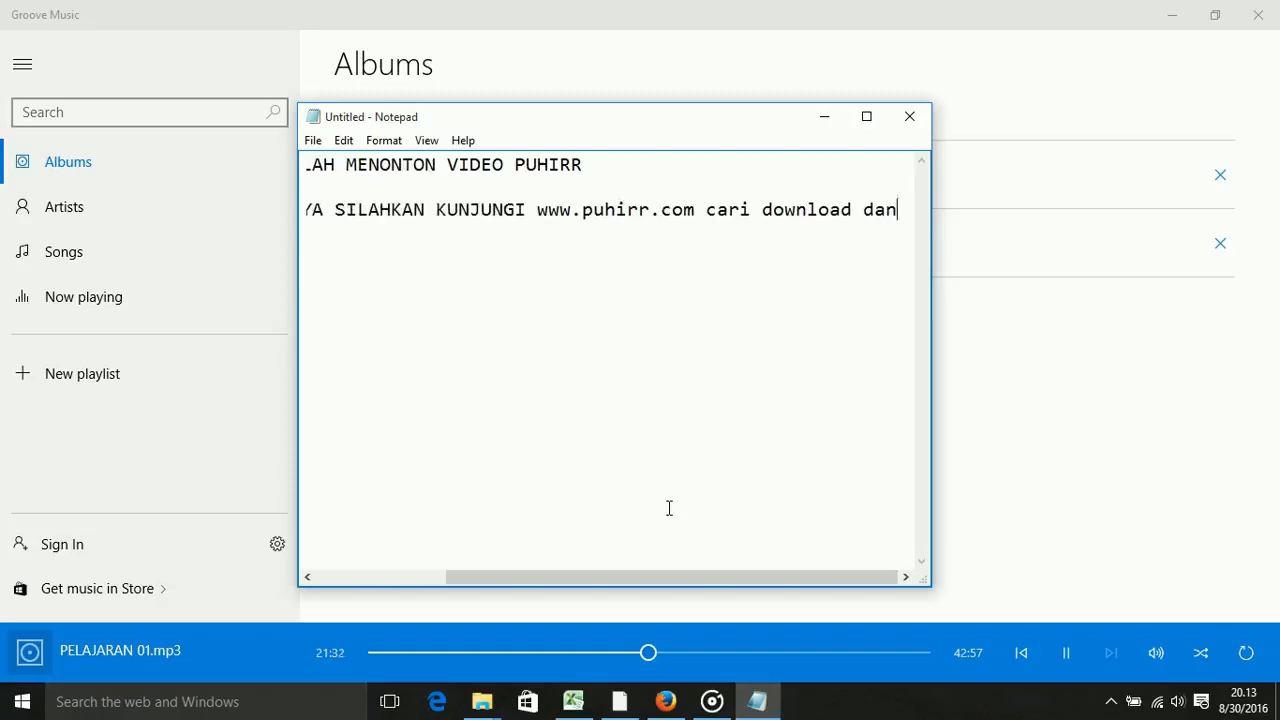 Groove Music
Albums
Search
Albums
Artists
Songs
Now playing
New playlist
Sign In
Get music in Store
Untitled - Notepad
File Edit Format View Help
LAH MENONTON VIDEO PUHIRR
YA SILAHKAN KUNJUNGI www.puhirr.com cari download dan
PELAJARAN 01.mp3
21:32
42:57
Search the web and Windows
20.13
8/30/2016